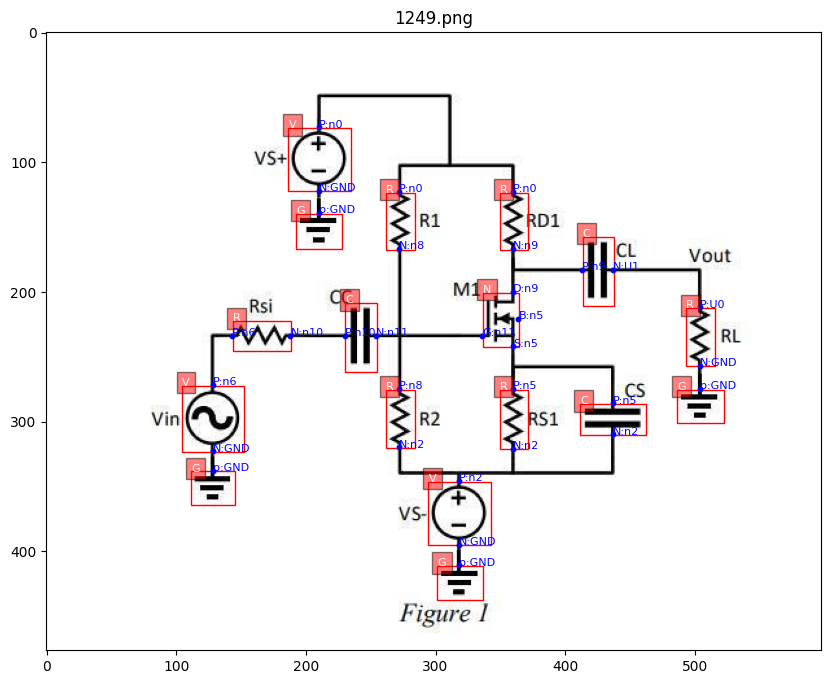 1249.png
0
100
200
300
400
0
100
200
300
400
500
V
P:n0
VS+
N:GND
G
p:GND
R
P:n0
R1
N:n8
R
P:n0
RD1
N:n9
C
CL
P:n9
N:U1
Vout
M1
N
D:n9
B:n5
G:n11
S:n5
R
P:U0
RL
N:GND
G
p:GND
Rsi
R
P:n6
N:n10
CC
C
P:n10
N:n11
V
P:n6
Vin
N:GND
G
p:GND
R
P:n8
R2
N:n2
R
P:n5
RS1
N:n2
C
CS
P:n5
N:n2
V
P:n2
VS-
N:GND
G
p:GND
Figure 1